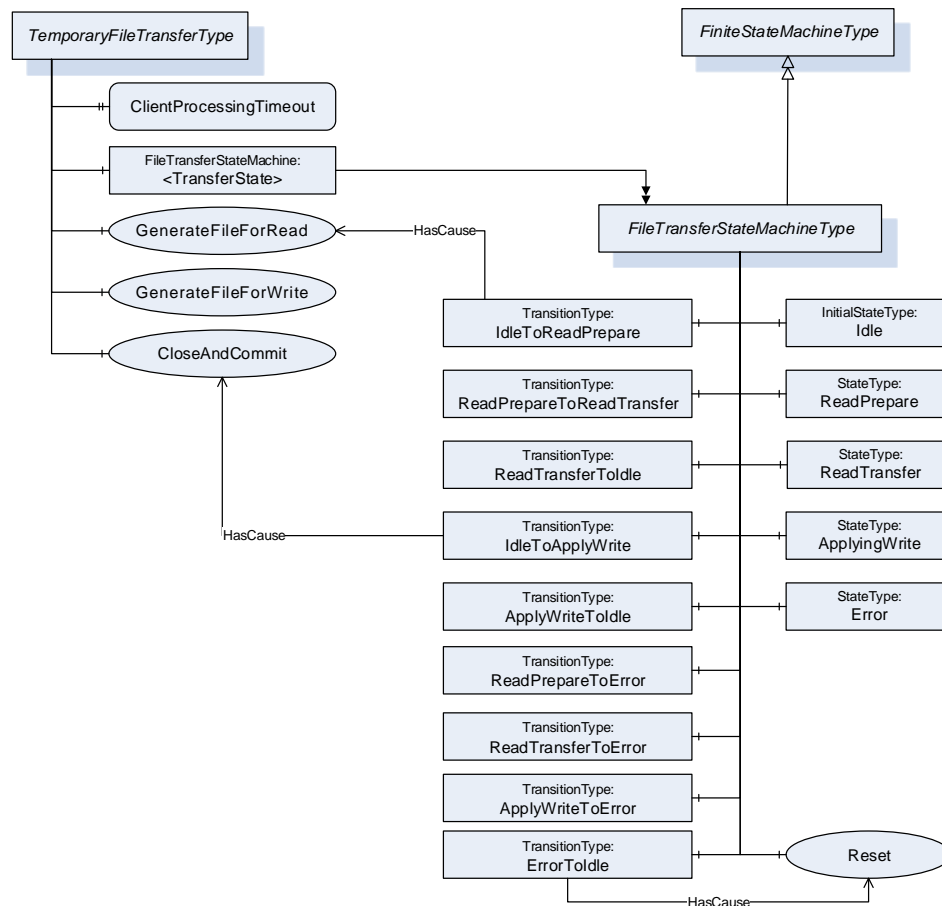 TemporaryFileTransferType
FiniteStateMachineType
ClientProcessingTimeout
FileTransferStateMachine:
<TransferState>
GenerateFileForRead
HasCause
FileTransferStateMachineType
GenerateFileForWrite
TransitionType:
IdleToReadPrepare
InitialStateType:
Idle
CloseAndCommit
TransitionType:
ReadPrepareToReadTransfer
StateType:
ReadPrepare
TransitionType:
ReadTransferToIdle
StateType:
ReadTransfer
HasCause
TransitionType:
IdleToApplyWrite
StateType:
ApplyingWrite
TransitionType:
ApplyWriteToIdle
StateType:
Error
TransitionType:
ReadPrepareToError
TransitionType:
ReadTransferToError
TransitionType:
ApplyWriteToError
TransitionType:
ErrorToIdle
Reset
HasCause